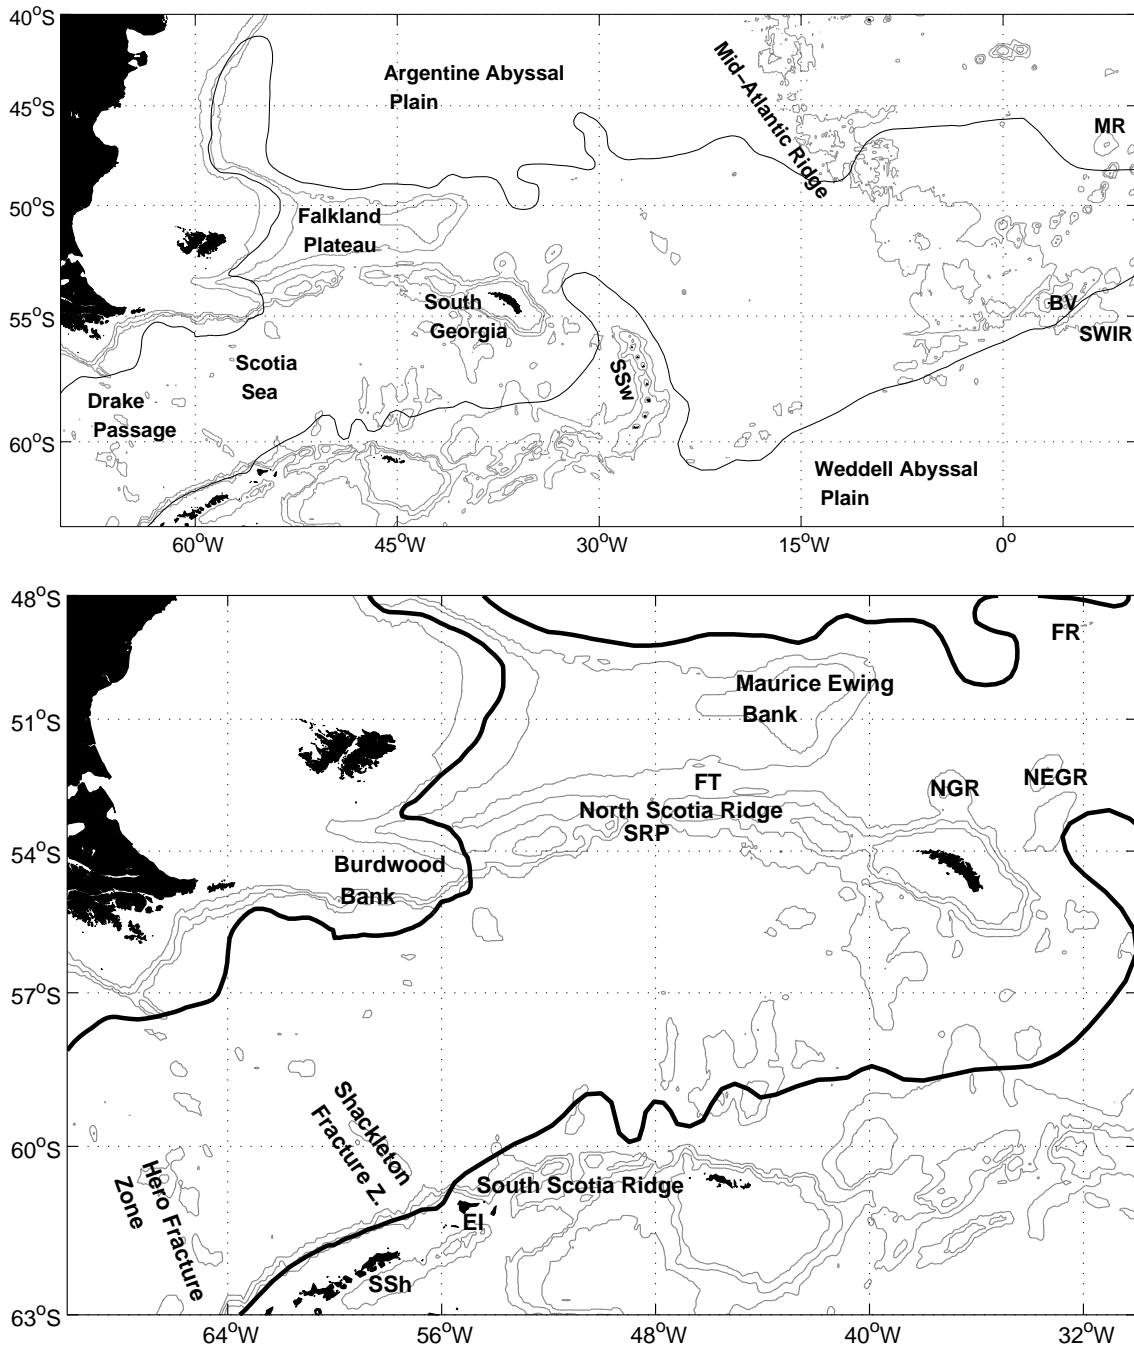 40°S
45°S
50°S
55°S
60°S
Argentine Abyssal
Plain
Mid–Atlantic Ridge
MR
Falkland
Plateau
South
Georgia
BV
SWIR
Scotia
Sea
SSw
Drake
Passage
Weddell Abyssal
Plain
60°W
45°W
30°W
15°W
0°
48°S
51°S
54°S
57°S
60°S
63°S
FR
Maurice Ewing
Bank
FT
NGR
NEGR
North Scotia Ridge
SRP
Burdwood
Bank
Shackleton
Fracture Z.
Hero Fracture
Zone
South Scotia Ridge
EI
SSh
64°W
56°W
48°W
40°W
32°W